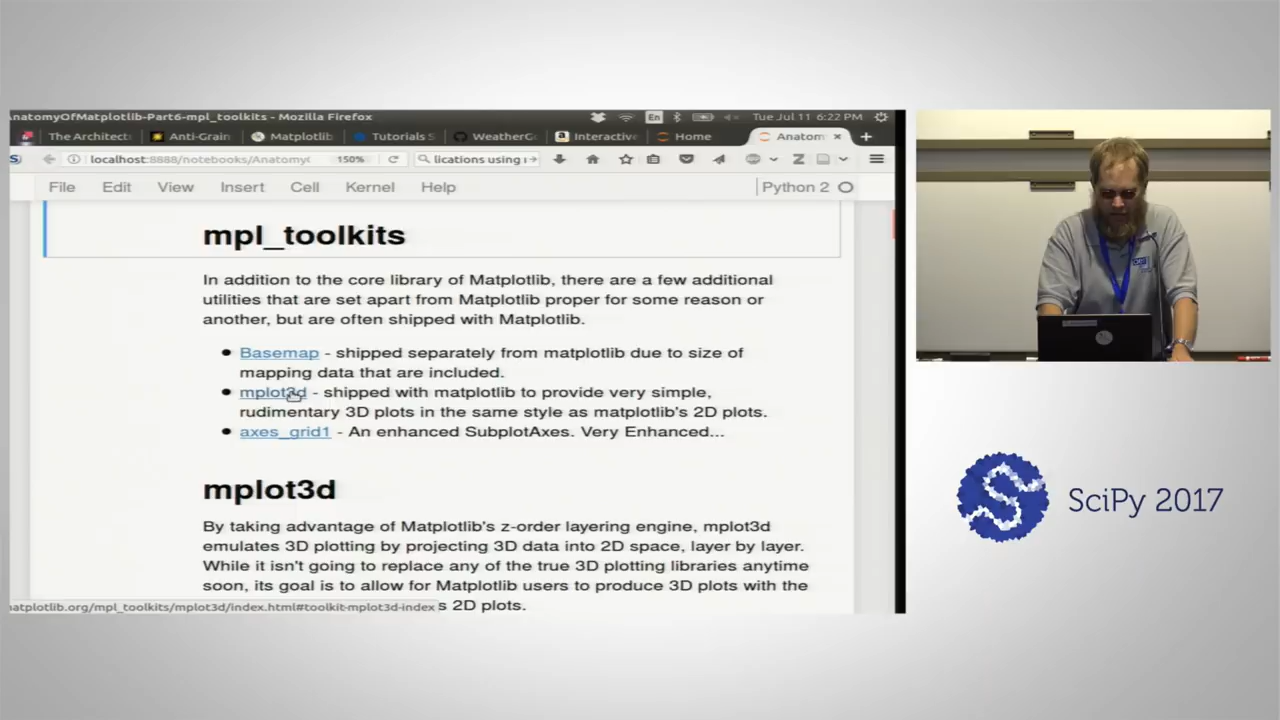 AnatomyOfMatplotlib-Part6-mpl_toolkits - Mozilla Firefox
En
Tue Jul 11 6:22 PM
The Archite
Anti-Grain
Matplotlib
Tutorials S
WeatherG
Interactive
Home
Anatom
localhost:8888/notebooks/Anatomy
150%
lications using
File Edit View Insert Cell Kernel Help
Python 2
mpl_toolkits
In addition to the core library of Matplotlib, there are a few additional
utilities that are set apart from Matplotlib proper for some reason or
another, but are often shipped with Matplotlib.
Basemap - shipped separately from matplotlib due to size of
mapping data that are included.
mplot3d - shipped with matplotlib to provide very simple,
rudimentary 3D plots in the same style as matplotlib's 2D plots.
axes_grid1 - An enhanced SubplotAxes. Very Enhanced...
mplot3d
By taking advantage of Matplotlib's z-order layering engine, mplot3d
emulates 3D plotting by projecting 3D data into 2D space, layer by layer.
While it isn't going to replace any of the true 3D plotting libraries anytime
soon, its goal is to allow for Matplotlib users to produce 3D plots with the
s 2D plots.
atplotlib.org/mpl_toolkits/mplot3d/index.html#toolkit-mplot3d-index
SciPy 2017